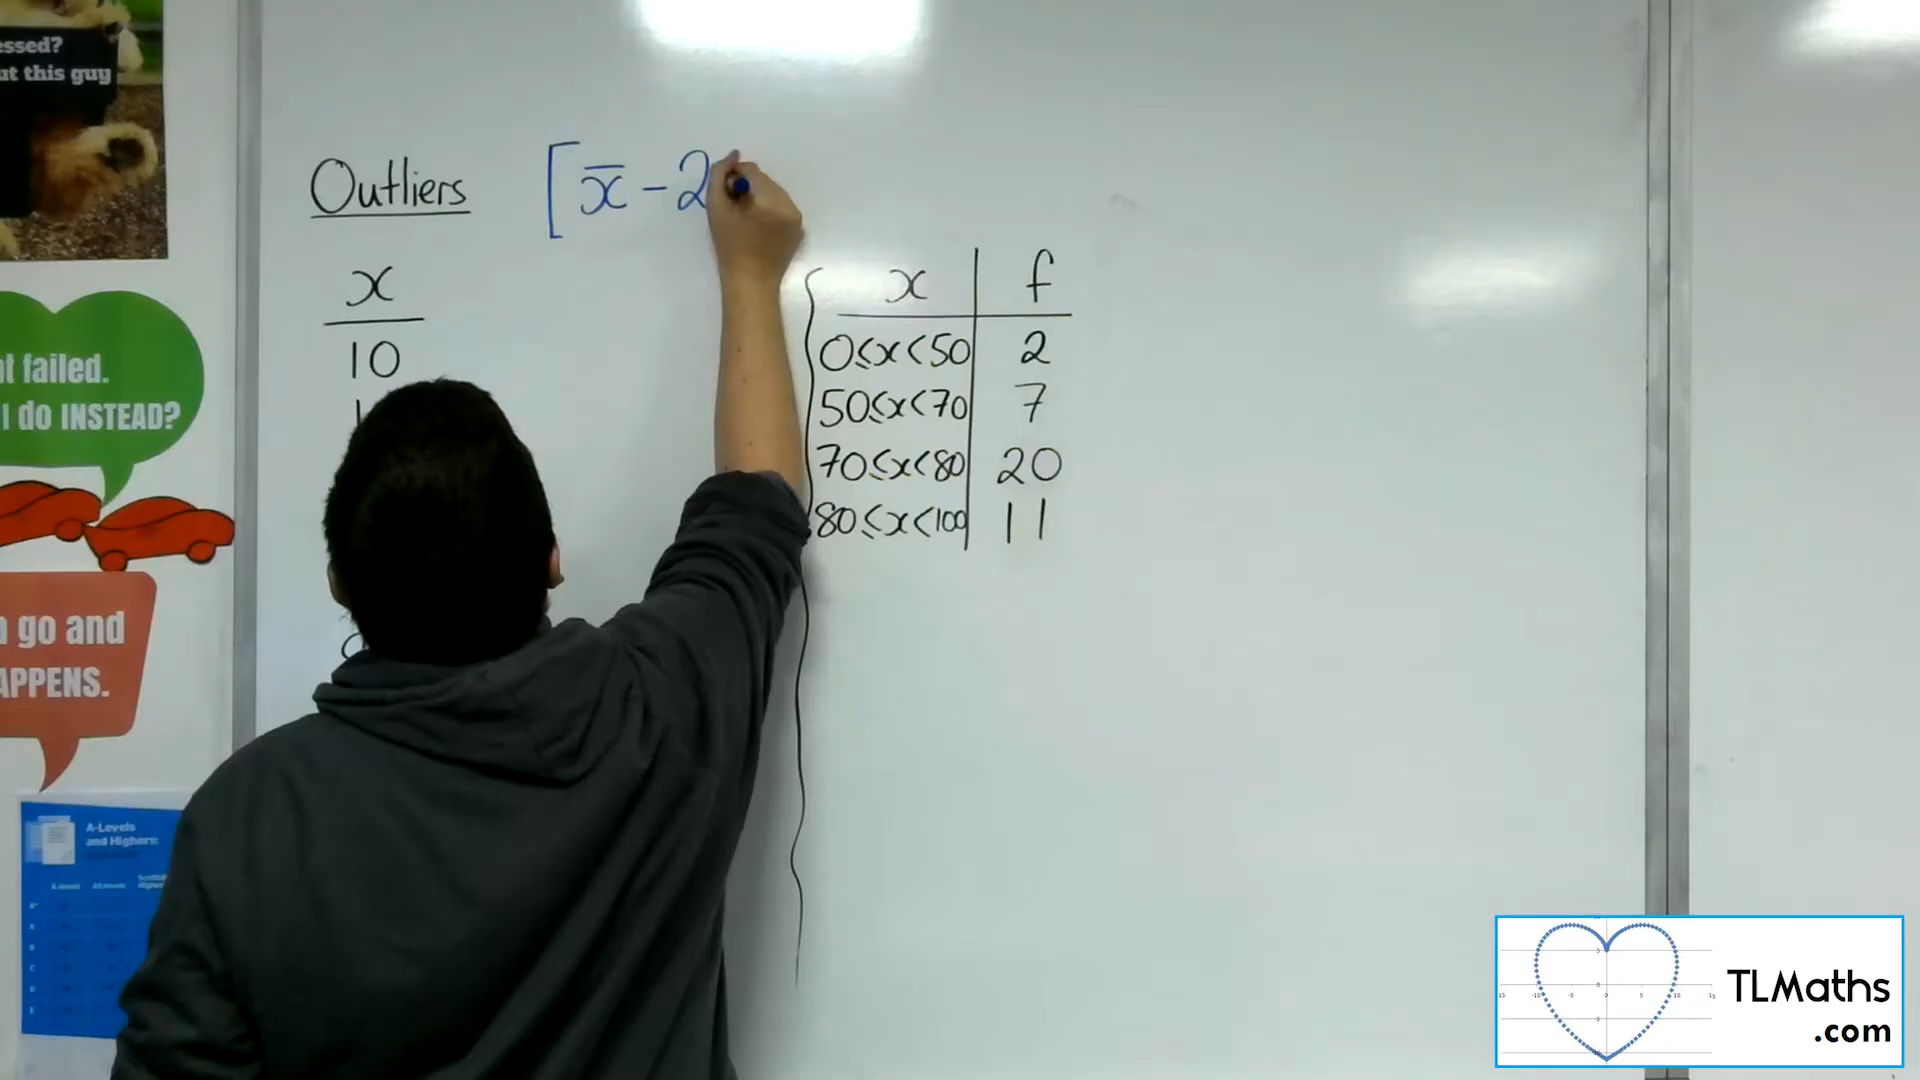 essed?
ut this guy
Outliers [x̄ - 2
x
10
x f
0≤x<50 2
50≤x<70 7
70≤x<80 20
80≤x<100 11
t failed.
I do INSTEAD?
go and
APPENS.
A-Levels
and Highers:
TLMaths
.com